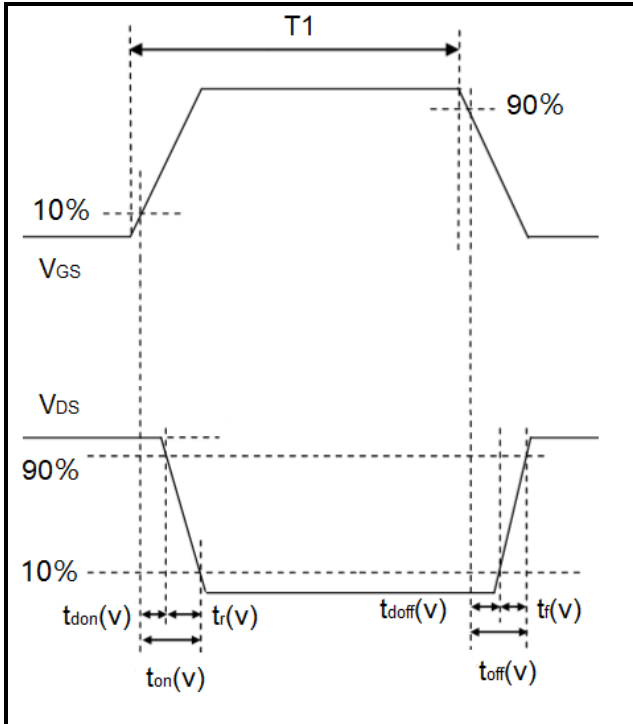 T1
90%
10%
VGS
VDS
90%
10%
tdon(v) tr(v) tdoff(v) tf(v)
ton(v) toff(v)